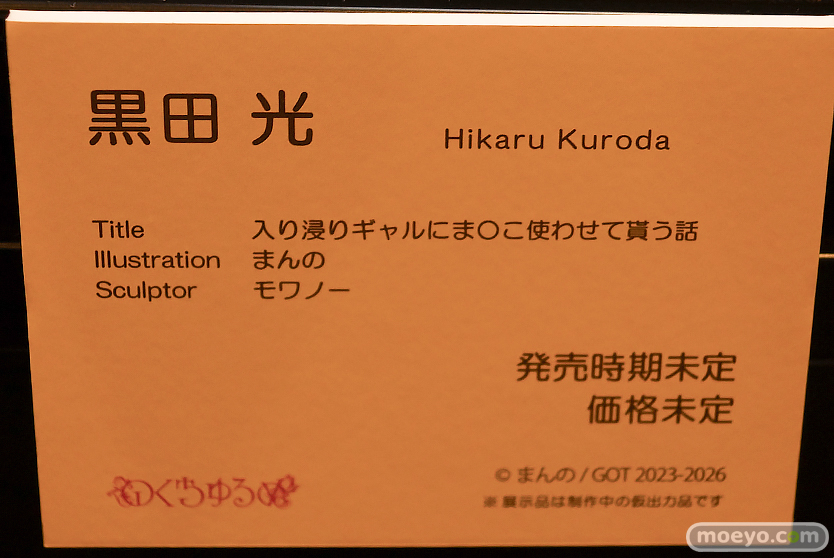 黒田 光
Hikaru Kuroda
Title 入り浸りギャルにま〇こ使わせて貰う話
Illustration まんの
Sculptor モワノー
発売時期未定
価格未定
© まんの / GOT 2023-2026
※ 展示品は制作中の仮出力品です
moeyo.com